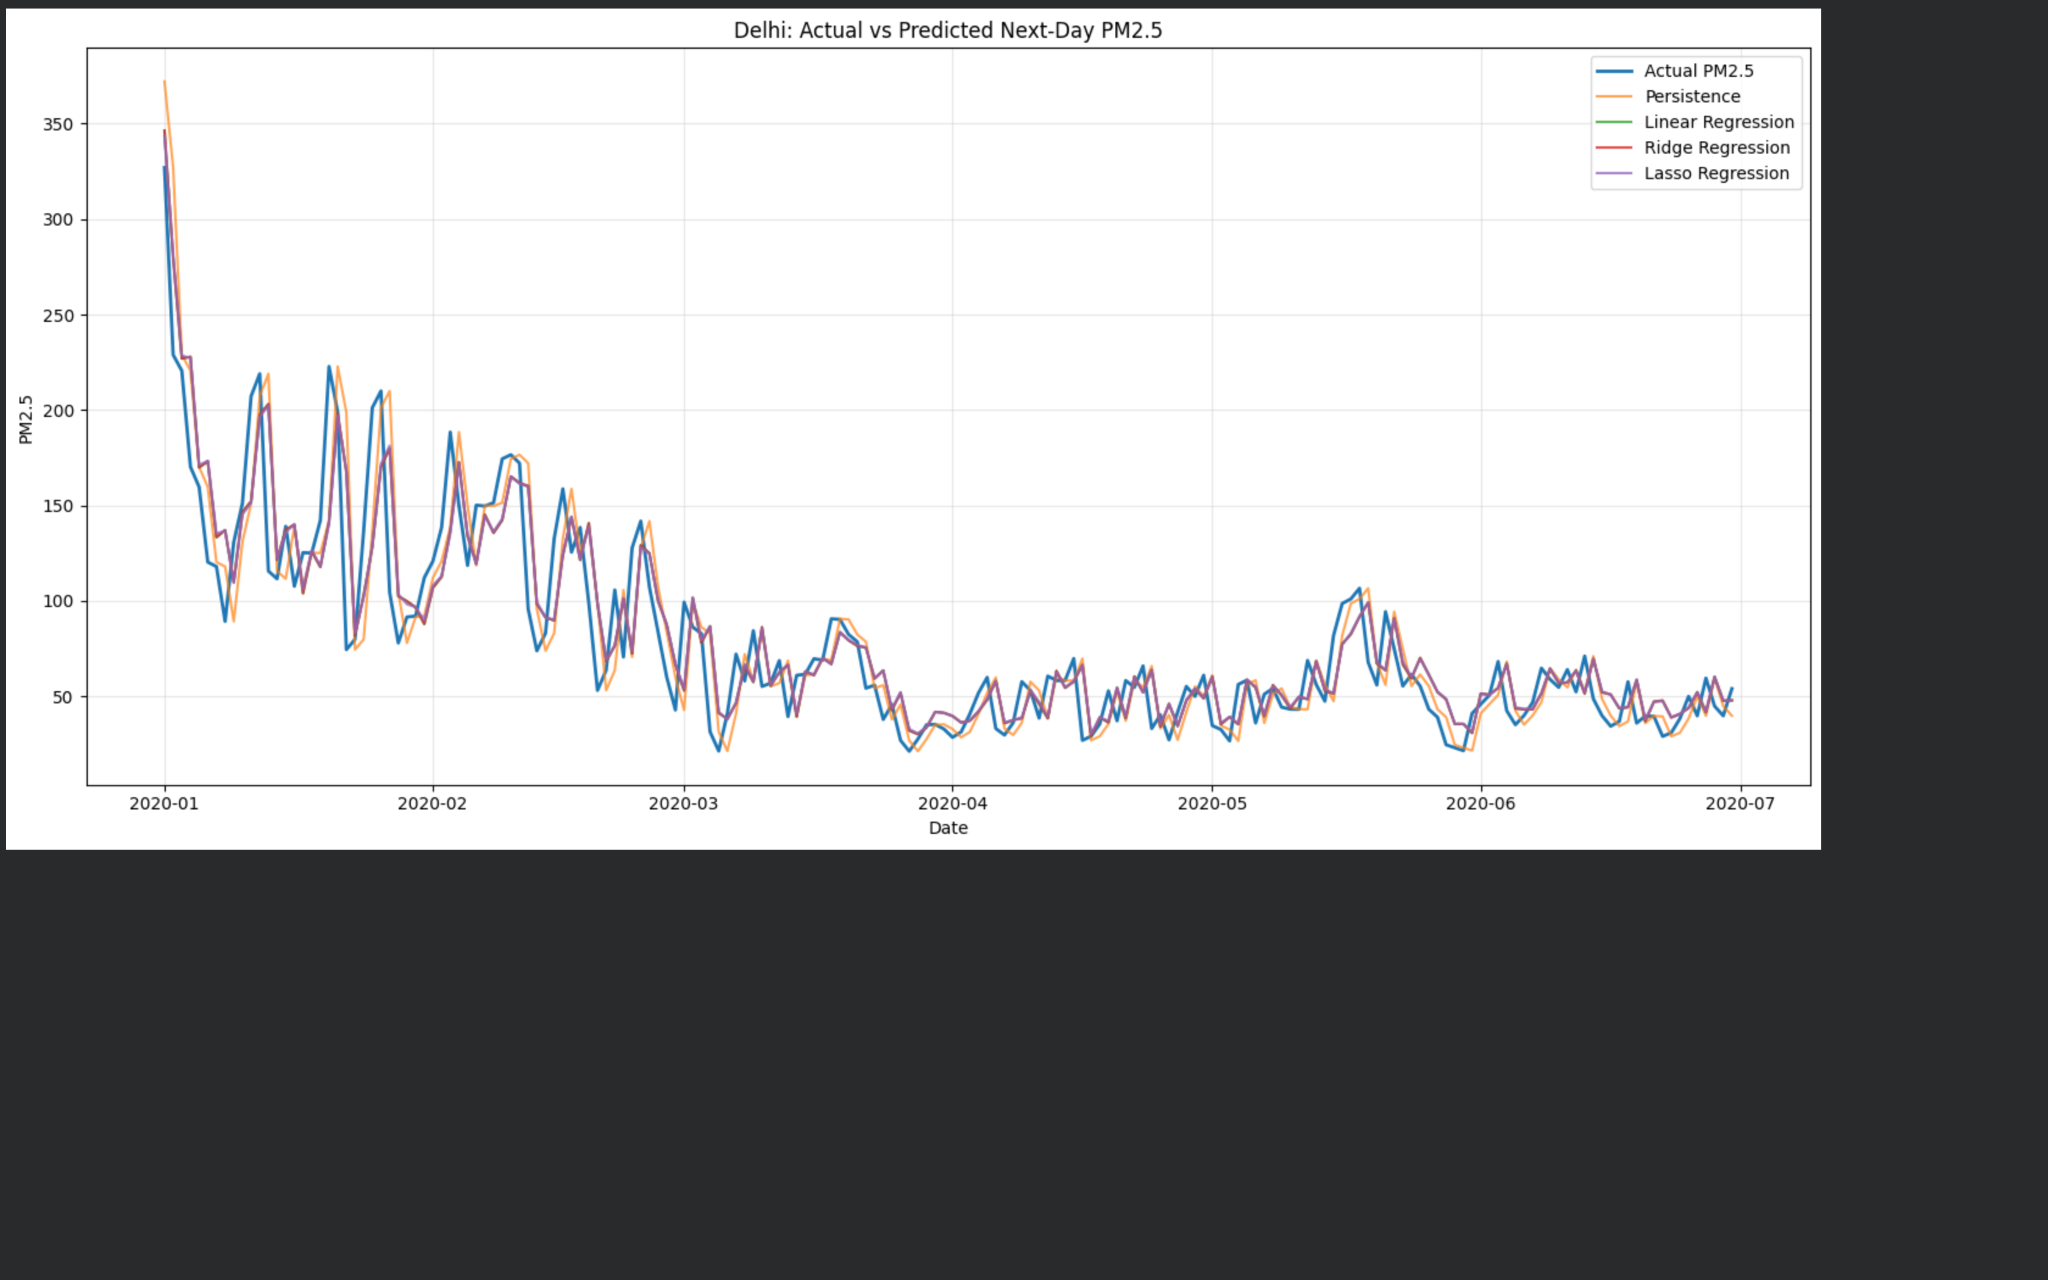 Delhi: Actual vs Predicted Next-Day PM2.5
Actual PM2.5
Persistence
Linear Regression
Ridge Regression
Lasso Regression
PM2.5
350
300
250
200
150
100
50
2020-01
2020-02
2020-03
2020-04
2020-05
2020-06
2020-07
Date